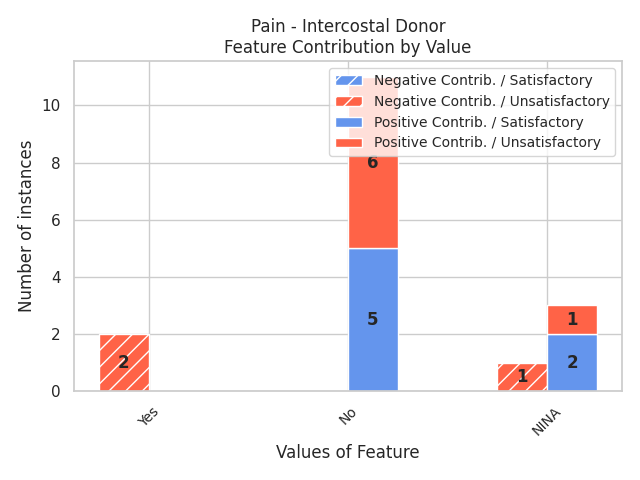 Pain - Intercostal Donor
Feature Contribution by Value
Negative Contrib. / Satisfactory
Negative Contrib. / Unsatisfactory
Positive Contrib. / Satisfactory
Positive Contrib. / Unsatisfactory
Number of instances
10
8
6
4
2
0
2
6
5
1
1
2
Yes
No
NINA
Values of Feature